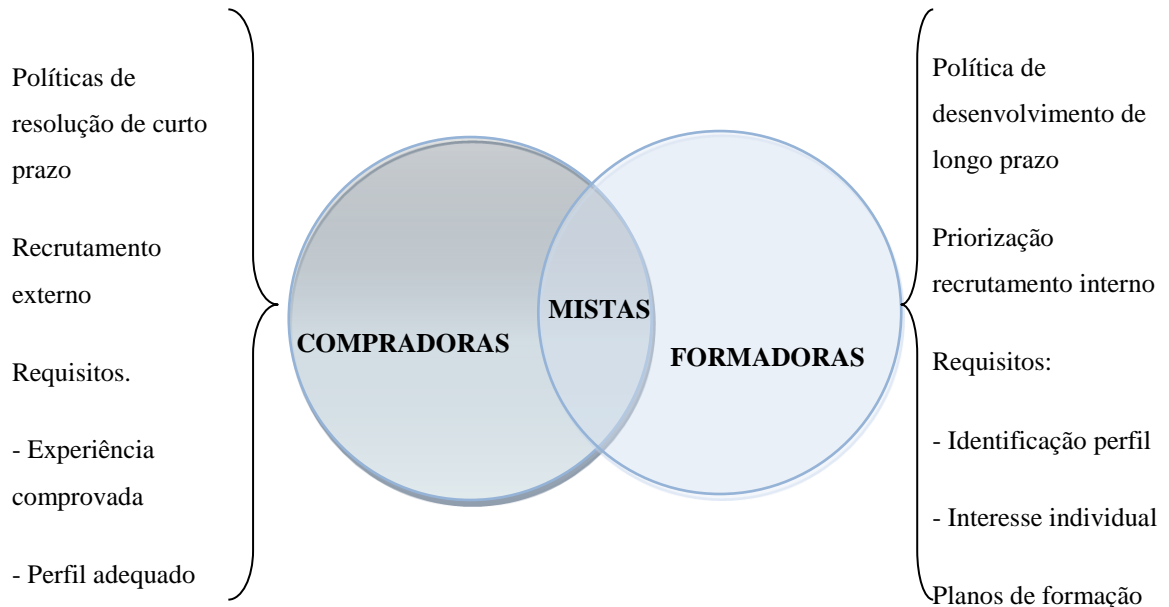 Políticas de
resolução de curto
prazo
Recrutamento
externo
Requisitos.
- Experiência
comprovada
- Perfil adequado
COMPRADORAS
MISTAS
FORMADORAS
Política de
desenvolvimento de
longo prazo
Priorização
recrutamento interno
Requisitos:
- Identificação perfil
- Interesse individual
Planos de formação